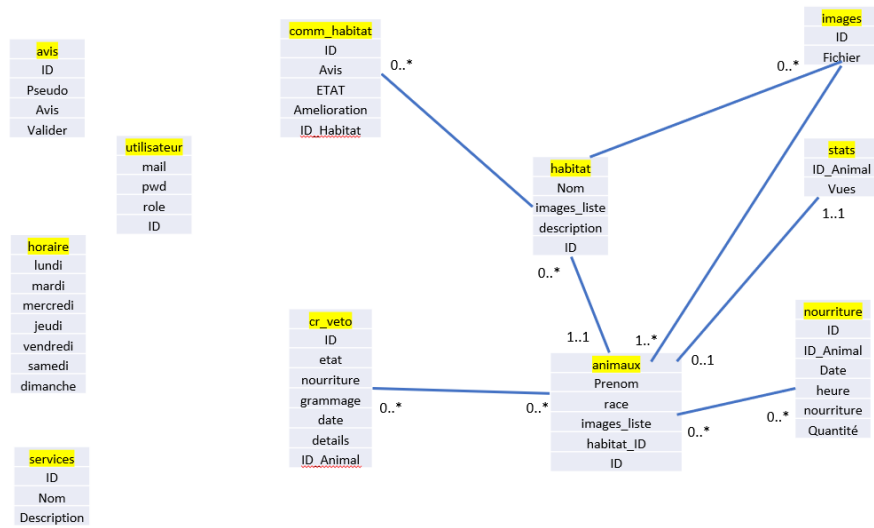 avis
ID
Pseudo
Avis
Valider
utilisateur
mail
pwd
role
ID
horaire
lundi
mardi
mercredi
jeudi
vendredi
samedi
dimanche
services
ID
Nom
Description
comm_habitat
ID
Avis
ETAT
Amelioration
ID_Habitat
0..*
images
ID
Fichier
0..*
habitat
Nom
images_liste
description
ID
0..*
stats
ID_Animal
Vues
1..1
cr_veto
ID
etat
nourriture
grammage
date
details
ID_Animal
0..*
0..*
1..1
1..*
0..1
animaux
Prenom
race
images_liste
habitat_ID
ID
0..*
0..*
nourriture
ID
ID_Animal
Date
heure
nourriture
Quantité